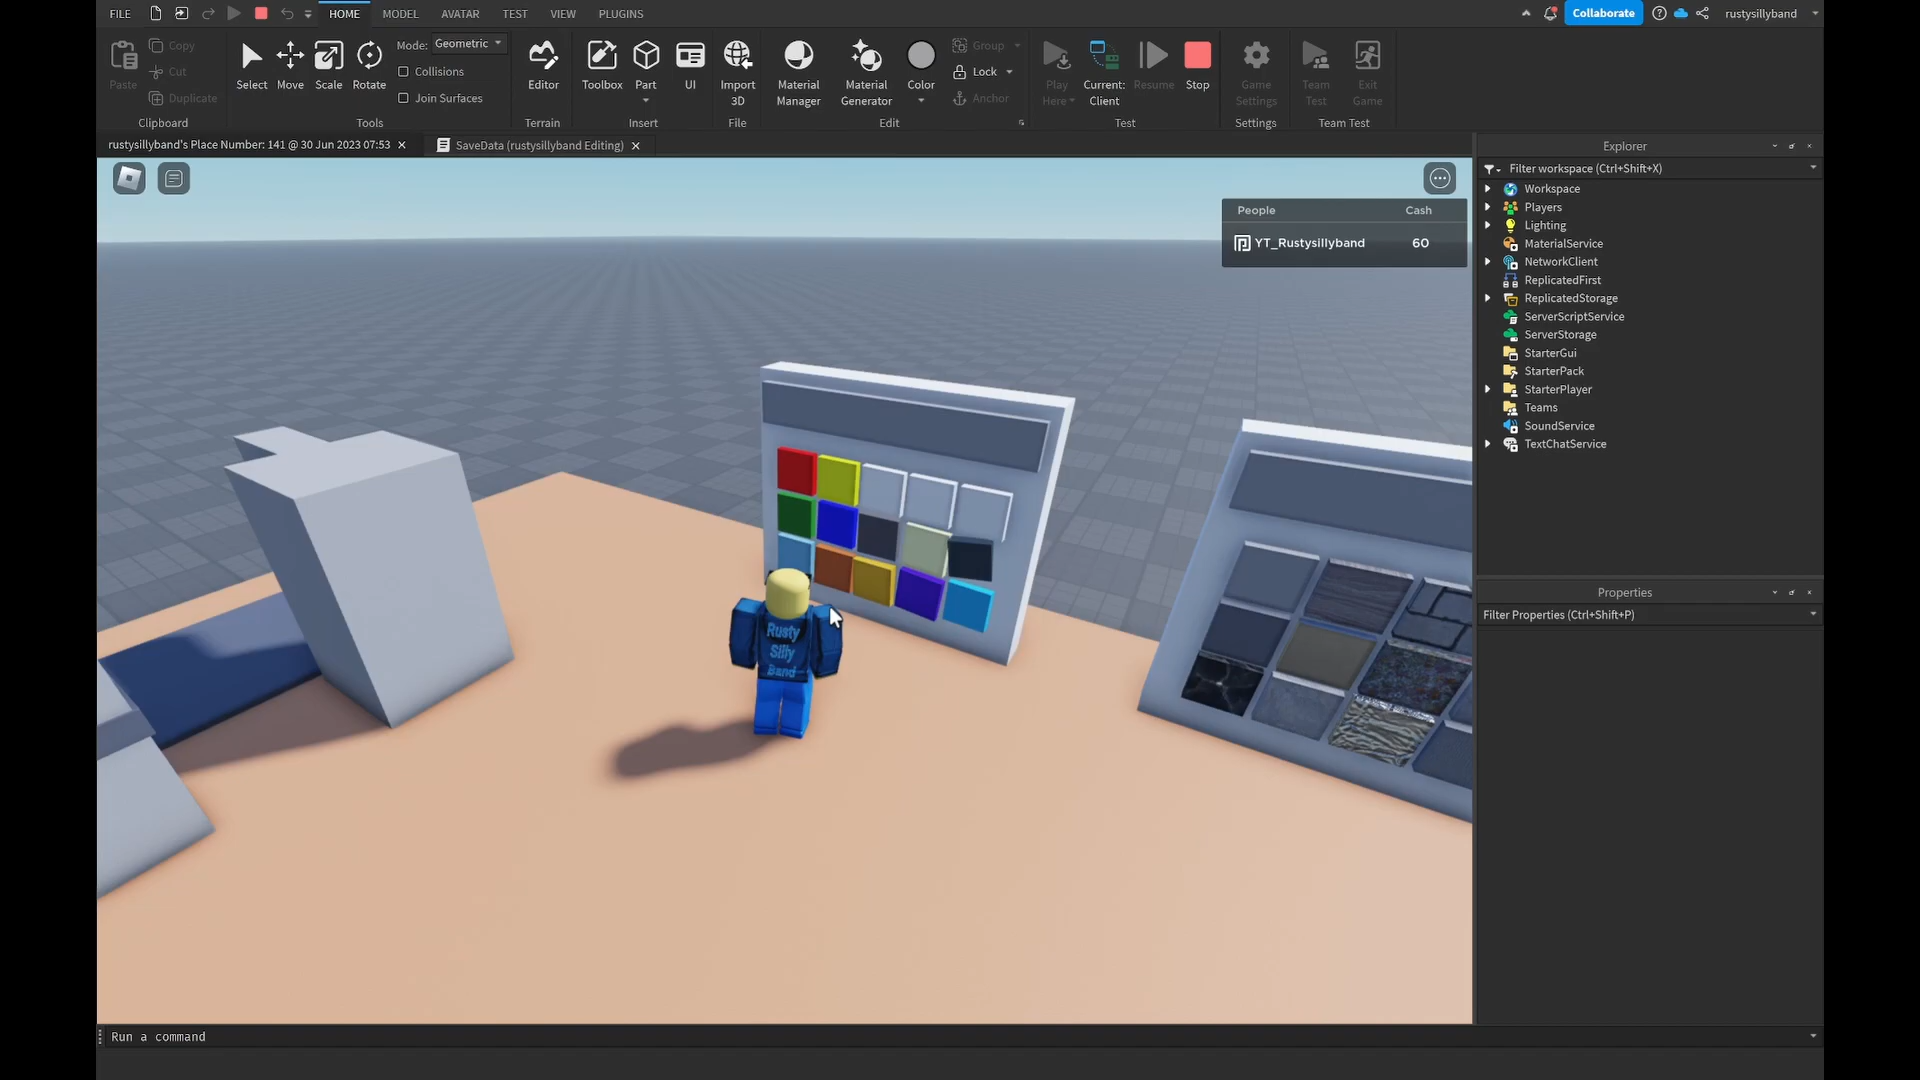 FILE HOME MODEL AVATAR TEST VIEW PLUGINS Collaborate rustysillyband
Paste Copy Cut Duplicate
Clipboard
Select Move Scale Rotate
Mode: Geometric
Collisions
Join Surfaces
Tools
Editor
Terrain
Toolbox Part UI
Insert
Import 3D
File
Material Manager Material Generator Color
Group
Lock
Anchor
Edit
Play Here Current: Client Resume Stop
Test
Game Settings
Settings
Team Test Exit Game
Team Test
rustysillyband's Place Number: 141 @ 30 Jun 2023 07:53
SaveData (rustysillyband Editing)
People Cash
YT_Rustysillyband 60
Rusty
Silly
Band
Explorer
Filter workspace (Ctrl+Shift+X)
Workspace
Players
Lighting
MaterialService
NetworkClient
ReplicatedFirst
ReplicatedStorage
ServerScriptService
ServerStorage
StarterGui
StarterPack
StarterPlayer
Teams
SoundService
TextChatService
Properties
Filter Properties (Ctrl+Shift+P)
Run a command